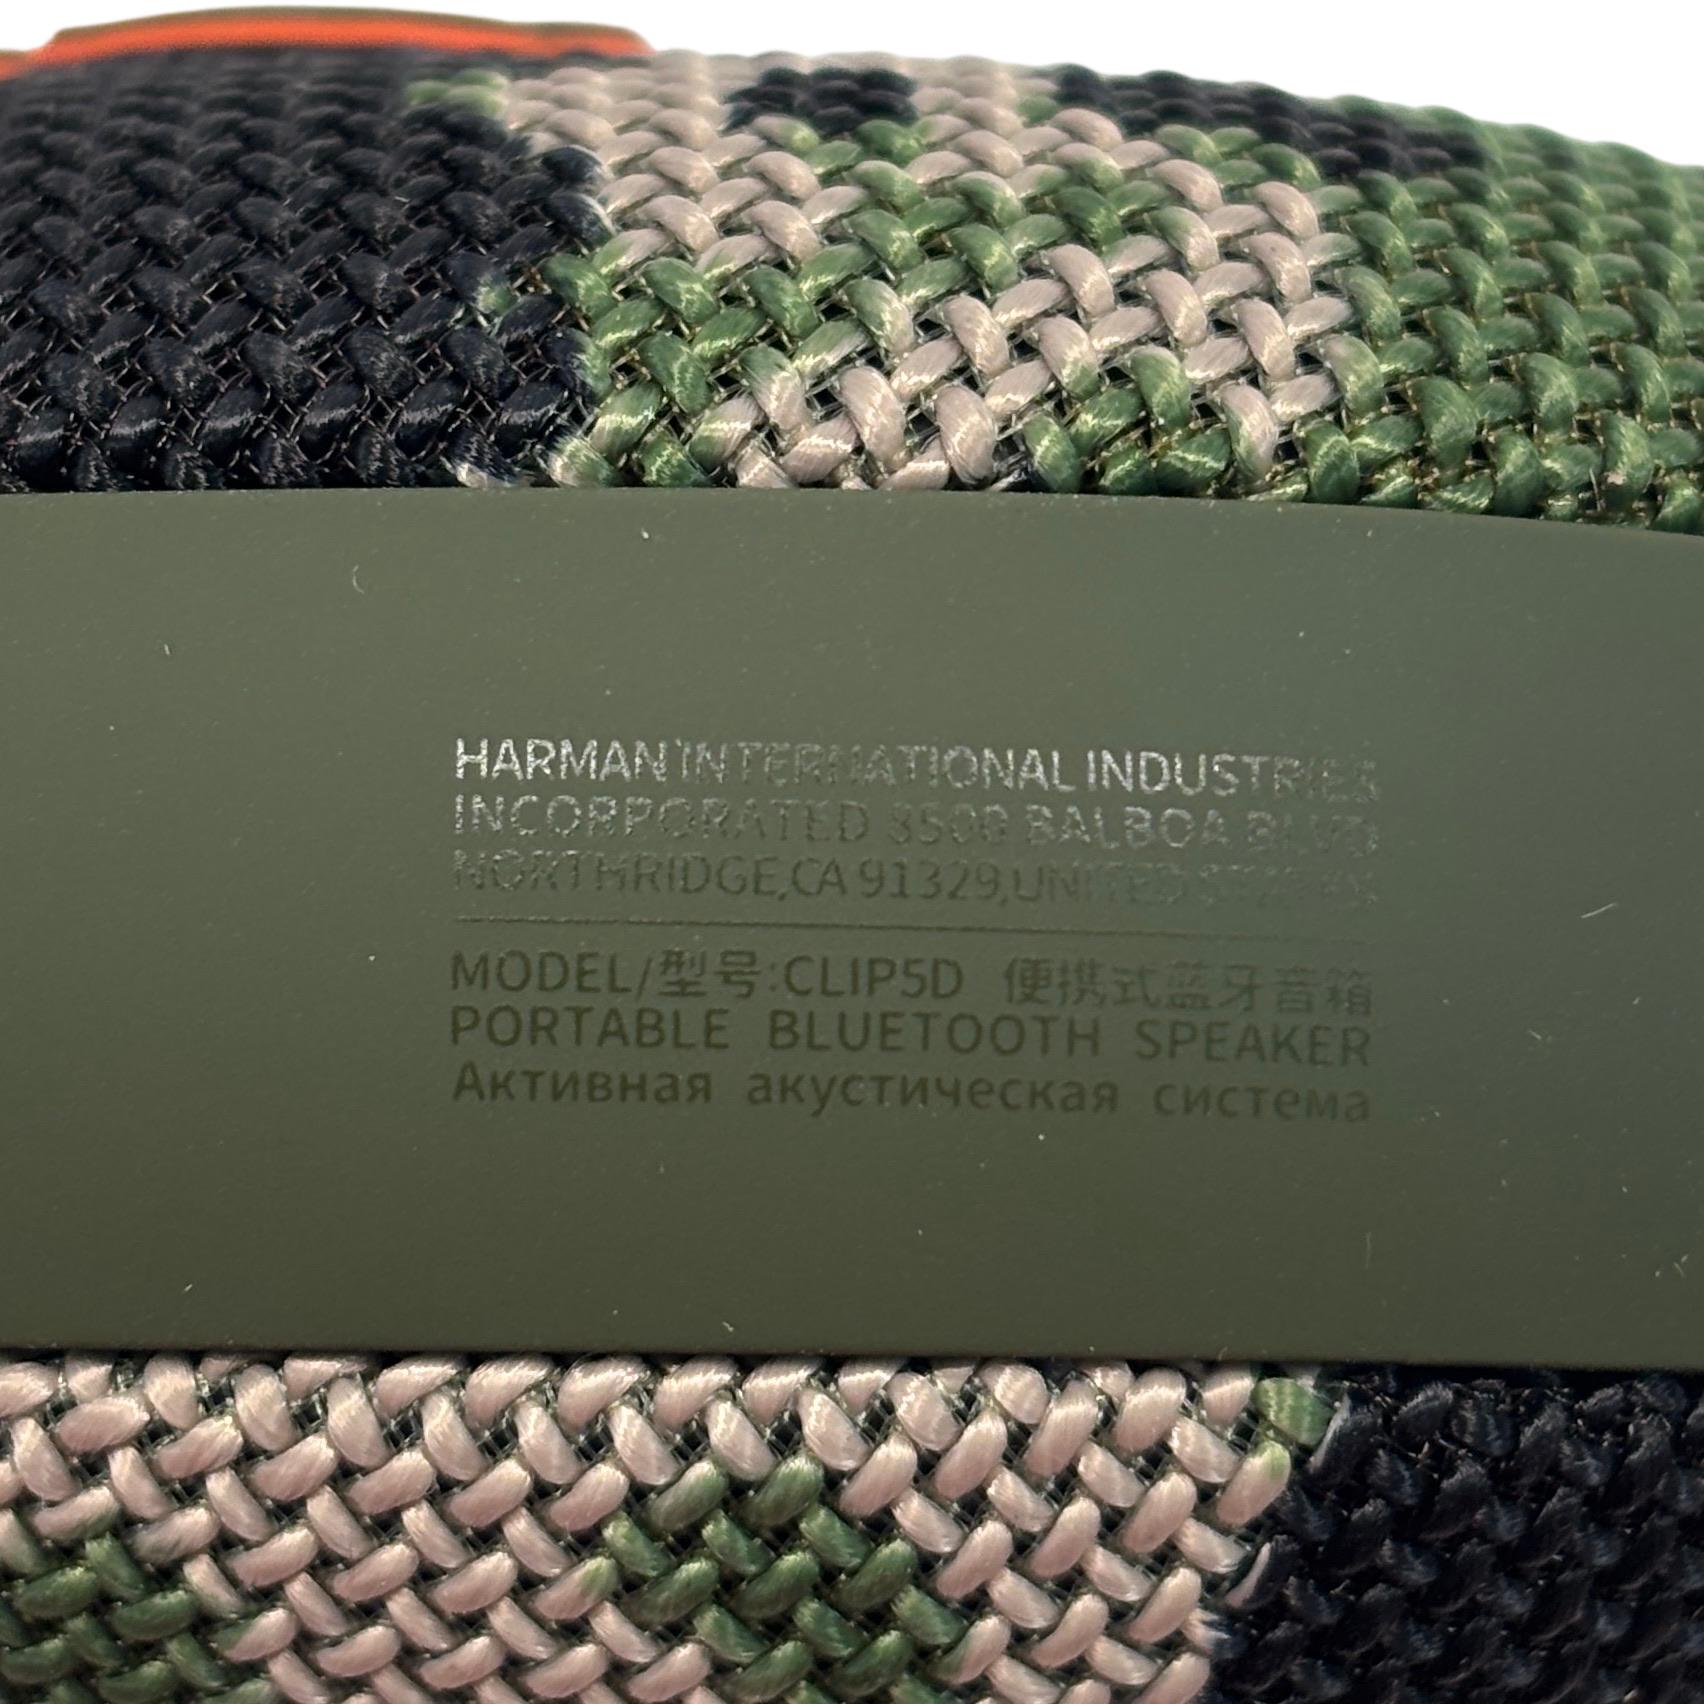 HARMAN INTERNATIONAL INDUSTRIES
INCORPORATED 8500 BALBOA BLVD
NORTHRIDGE,CA 91329,UNITED STATES
MODEL/型号:CLIP5D 便携式蓝牙音箱
PORTABLE BLUETOOTH SPEAKER
Активная акустическая система